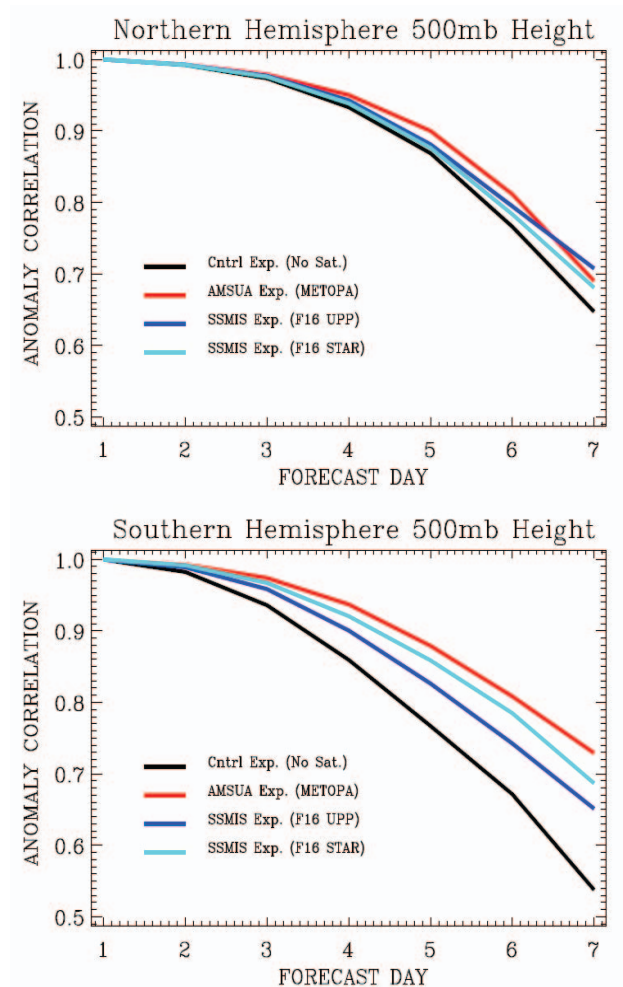 Northern Hemisphere 500mb Height
1.0
0.9
0.8
0.7
0.6
0.5
ANOMALY CORRELATION
Cntrl Exp. (No Sat.)
AMSUA Exp. (METOPA)
SSMIS Exp. (F16 UPP)
SSMIS Exp. (F16 STAR)
1 2 3 4 5 6 7
FORECAST DAY
Southern Hemisphere 500mb Height
1.0
0.9
0.8
0.7
0.6
0.5
ANOMALY CORRELATION
Cntrl Exp. (No Sat.)
AMSUA Exp. (METOPA)
SSMIS Exp. (F16 UPP)
SSMIS Exp. (F16 STAR)
1 2 3 4 5 6 7
FORECAST DAY